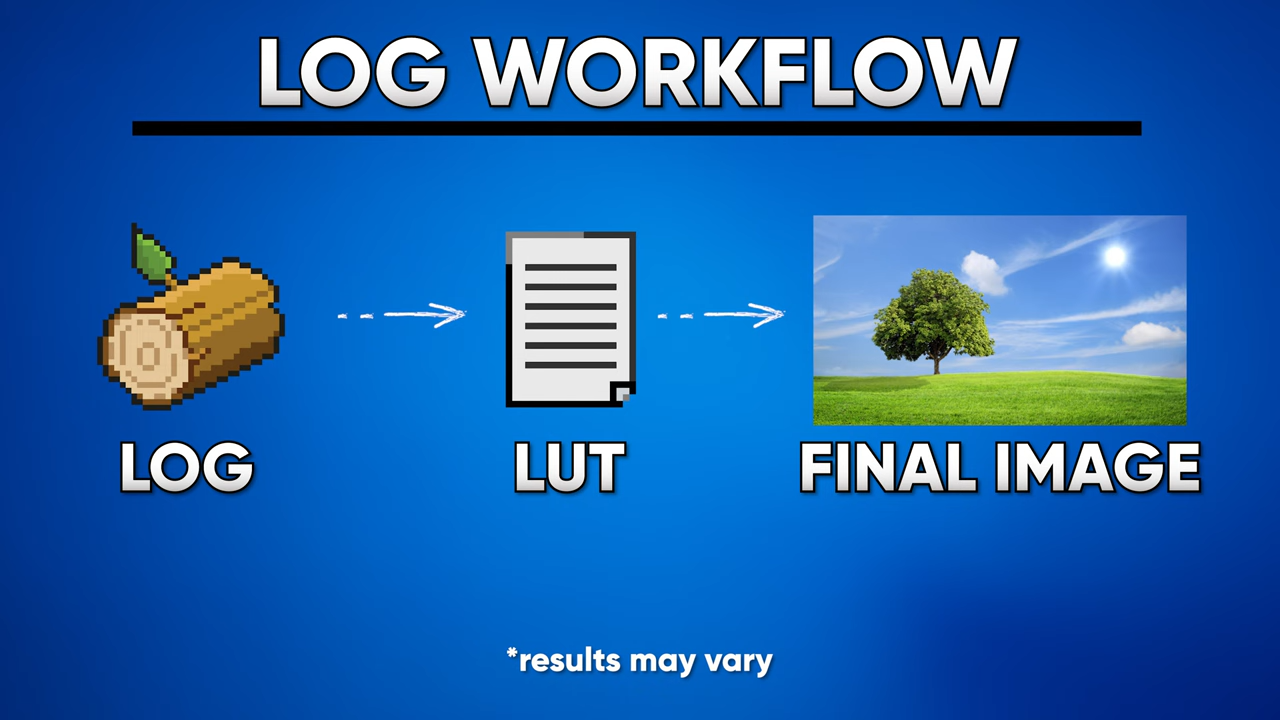 LOG WORKFLOW
LOG
LUT
FINAL IMAGE
*results may vary